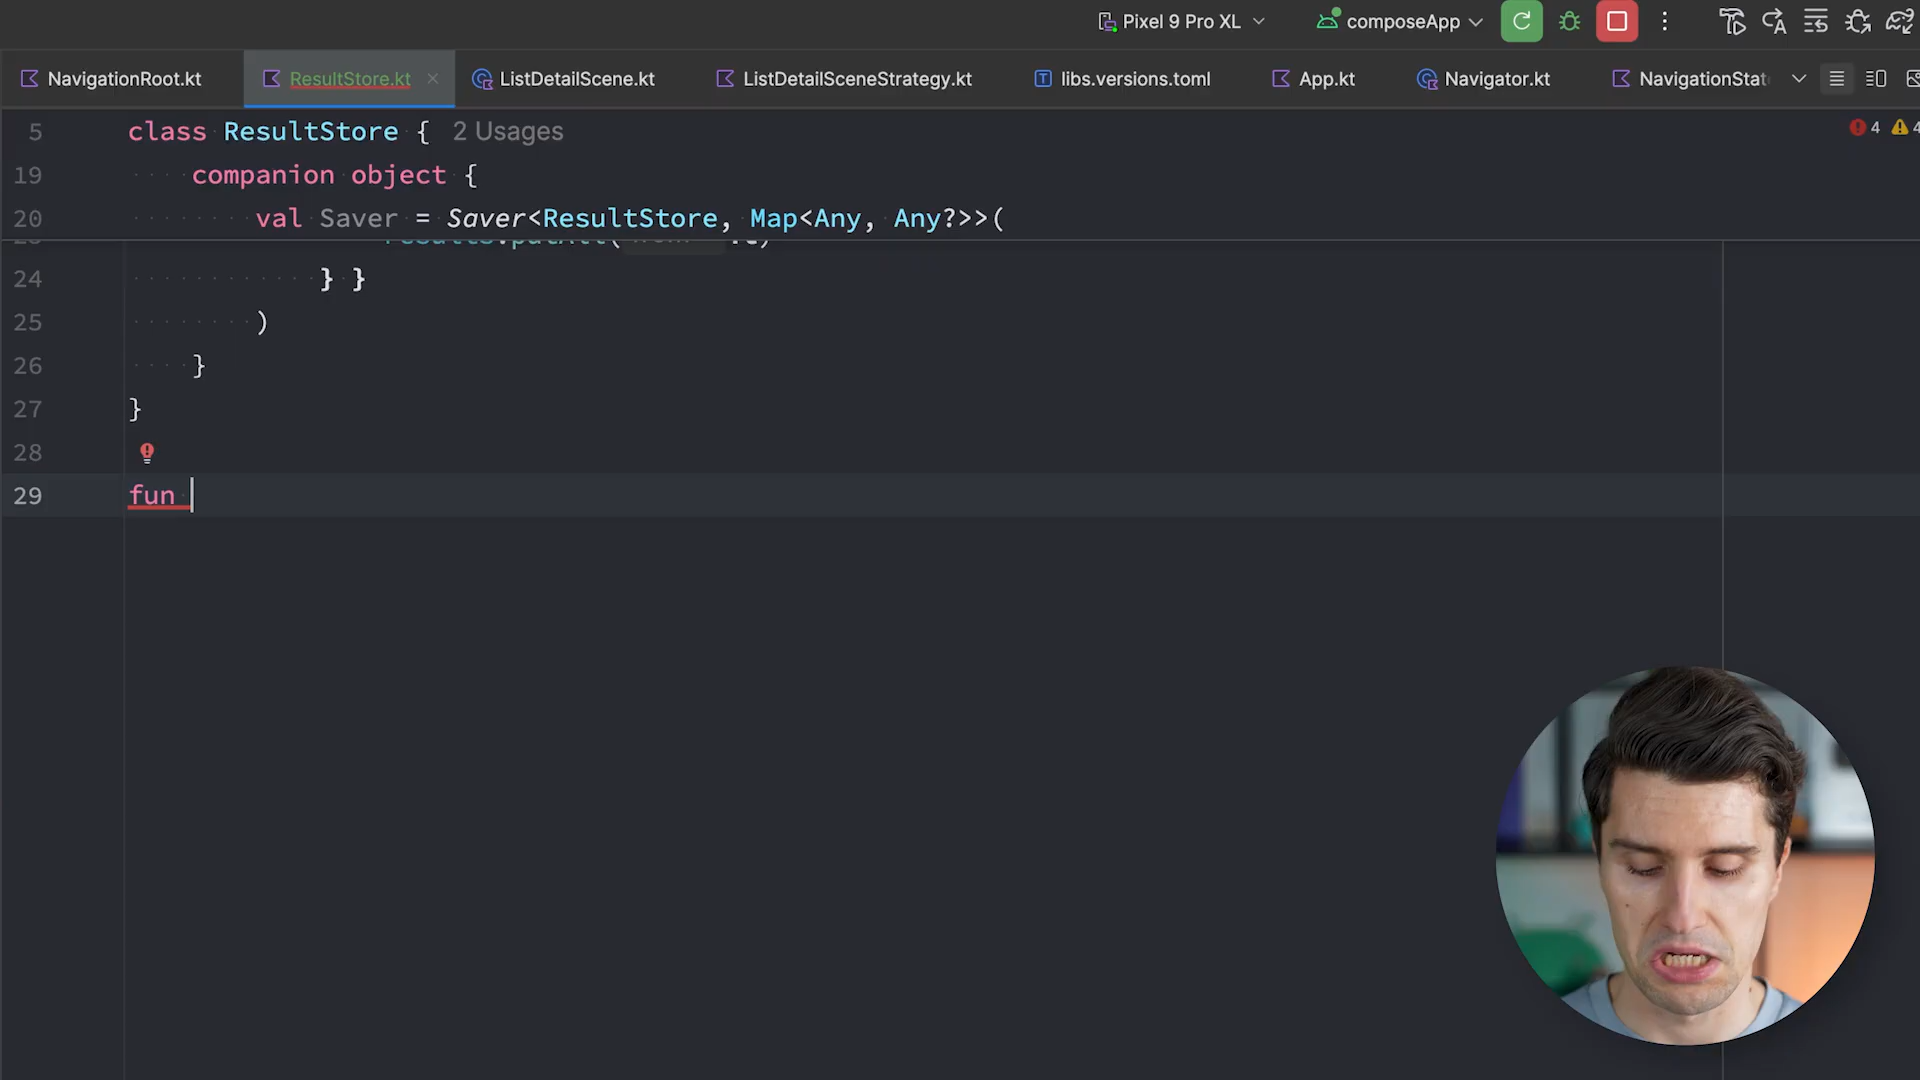 Pixel 9 Pro XL composeApp
NavigationRoot.kt ResultStore.kt ListDetailScene.kt ListDetailSceneStrategy.kt libs.versions.toml App.kt Navigator.kt NavigationStat
5 class ResultStore { 2 Usages 4 4
19 companion object {
20 val Saver = Saver<ResultStore, Map<Any, Any?>>(
24 } }
25 )
26 }
27 }
28
29 fun